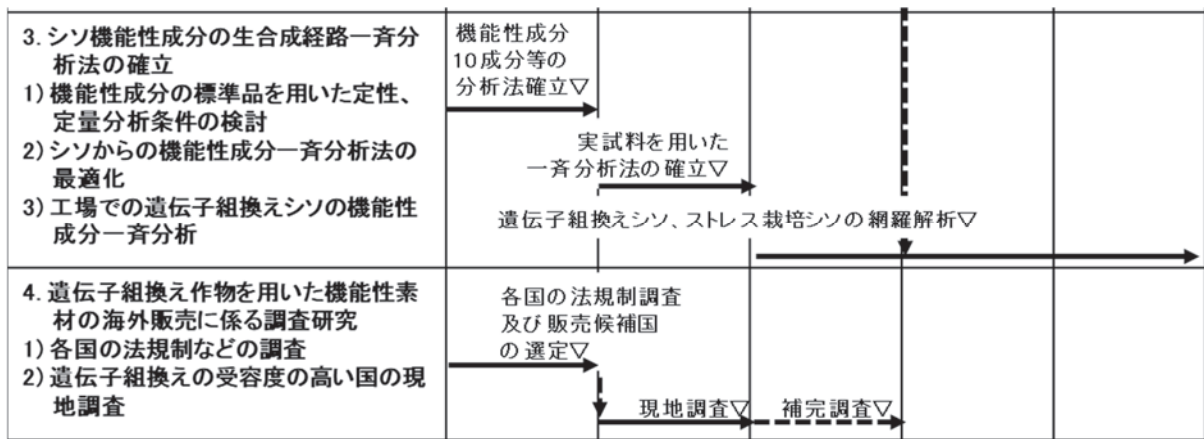 3. シソ機能性成分の生合成経路一斉分
析法の確立
1) 機能性成分の標準品を用いた定性、
定量分析条件の検討
2) シソからの機能性成分一斉分析法の
最適化
3) 工場での遺伝子組換えシソの機能性
成分一斉分析
機能性成分
10成分等の
分析法確立▽
実試料を用いた
一斉分析法の確立▽
遺伝子組換えシソ、ストレス栽培シソの網羅解析▽
4. 遺伝子組換え作物を用いた機能性素
材の海外販売に係る調査研究
1) 各国の法規制などの調査
2) 遺伝子組換えの受容度の高い国の現
地調査
各国の法規制調査
及び販売候補国
の選定▽
現地調査▽
補完調査▽